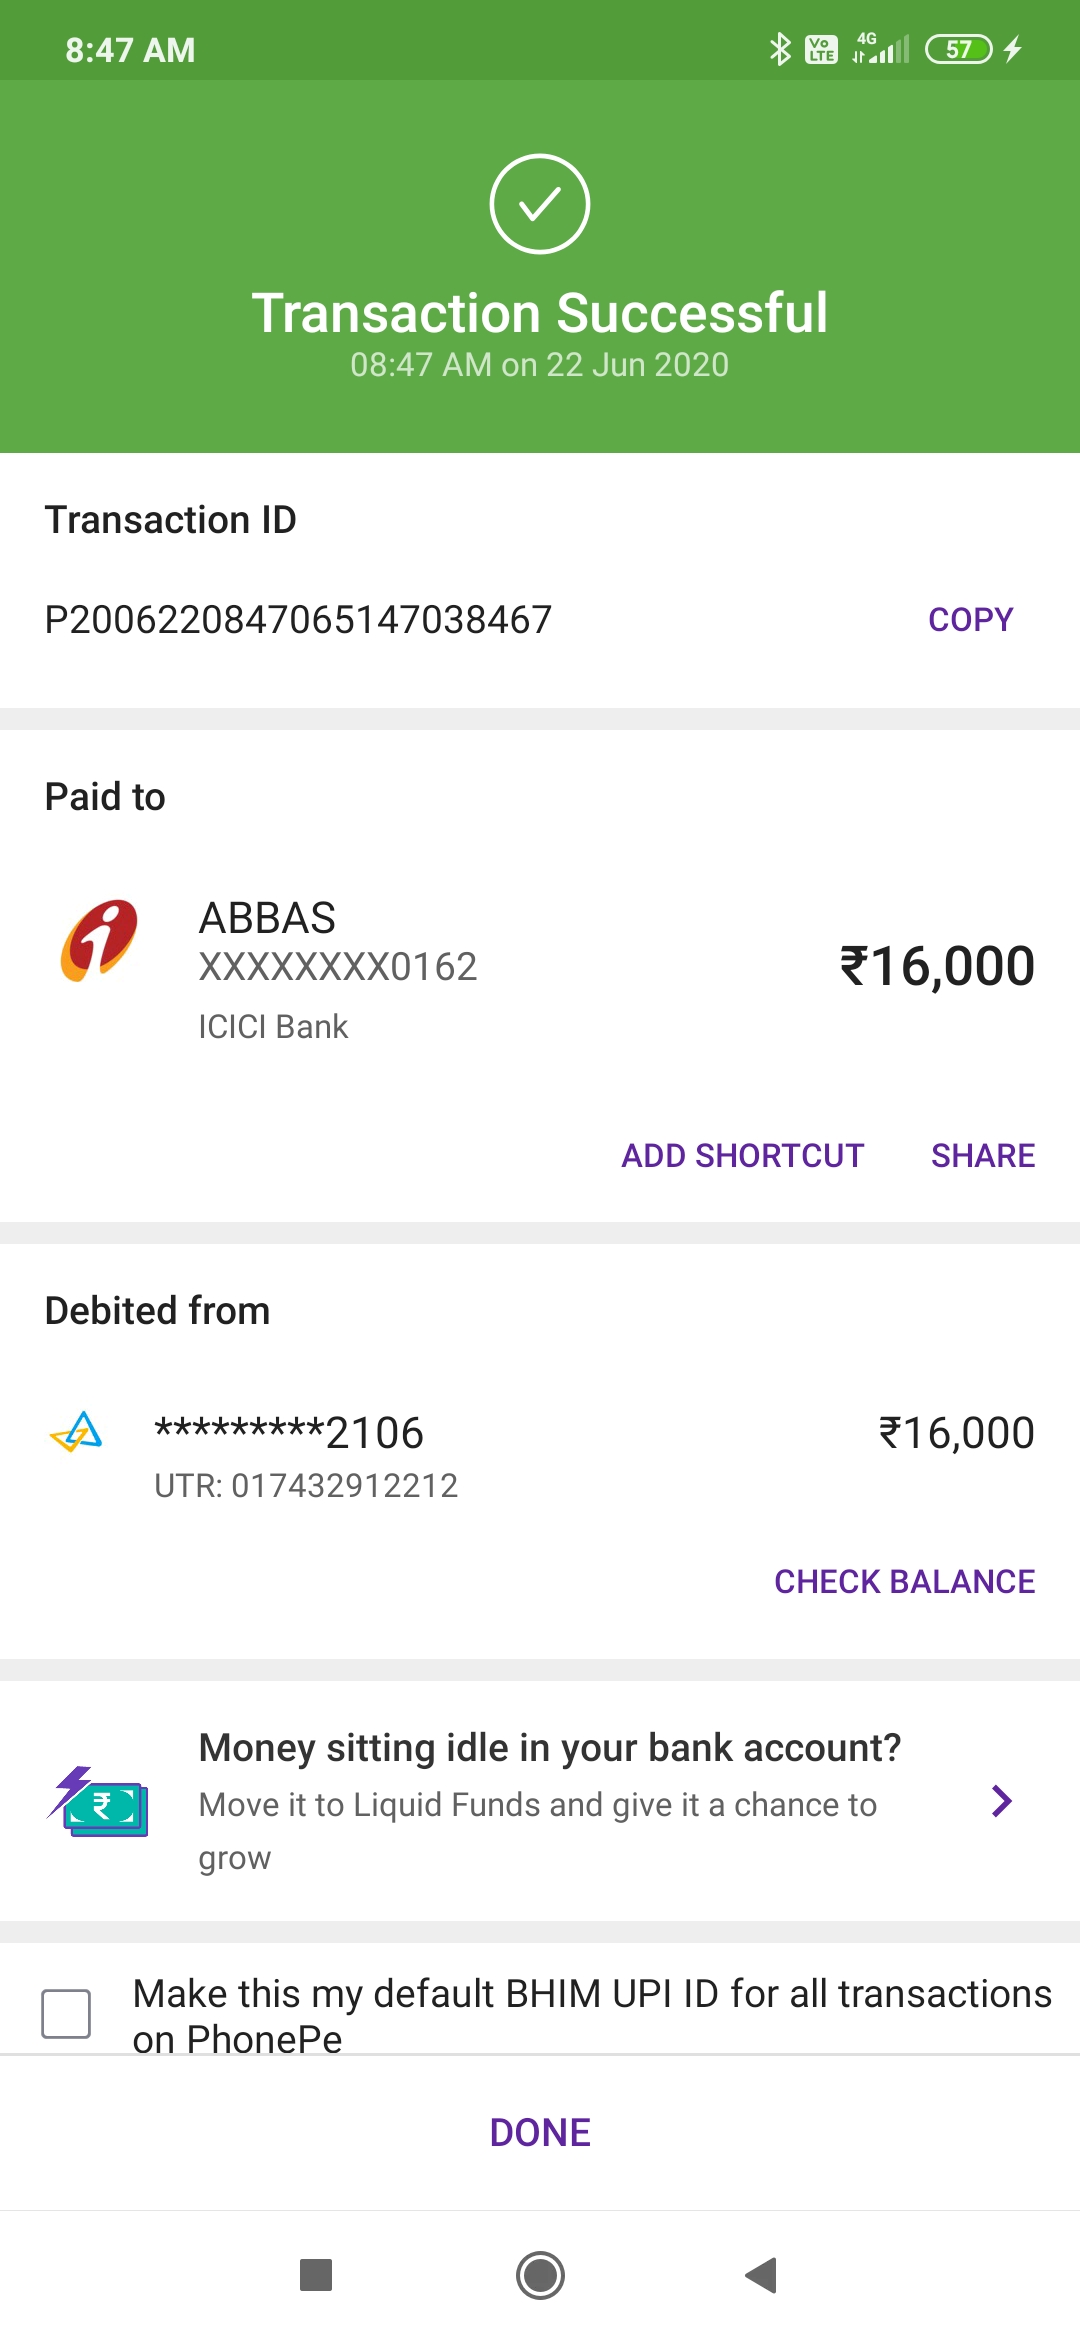 8:47 AM
Vo LTE 4G 57
Transaction Successful
08:47 AM on 22 Jun 2020
Transaction ID
P2006220847065147038467 COPY
Paid to
ABBAS
XXXXXXXX0162 ₹16,000
ICICI Bank
ADD SHORTCUT SHARE
Debited from
*********2106 ₹16,000
UTR: 017432912212
CHECK BALANCE
Money sitting idle in your bank account?
Move it to Liquid Funds and give it a chance to
grow
Make this my default BHIM UPI ID for all transactions
on PhonePe
DONE